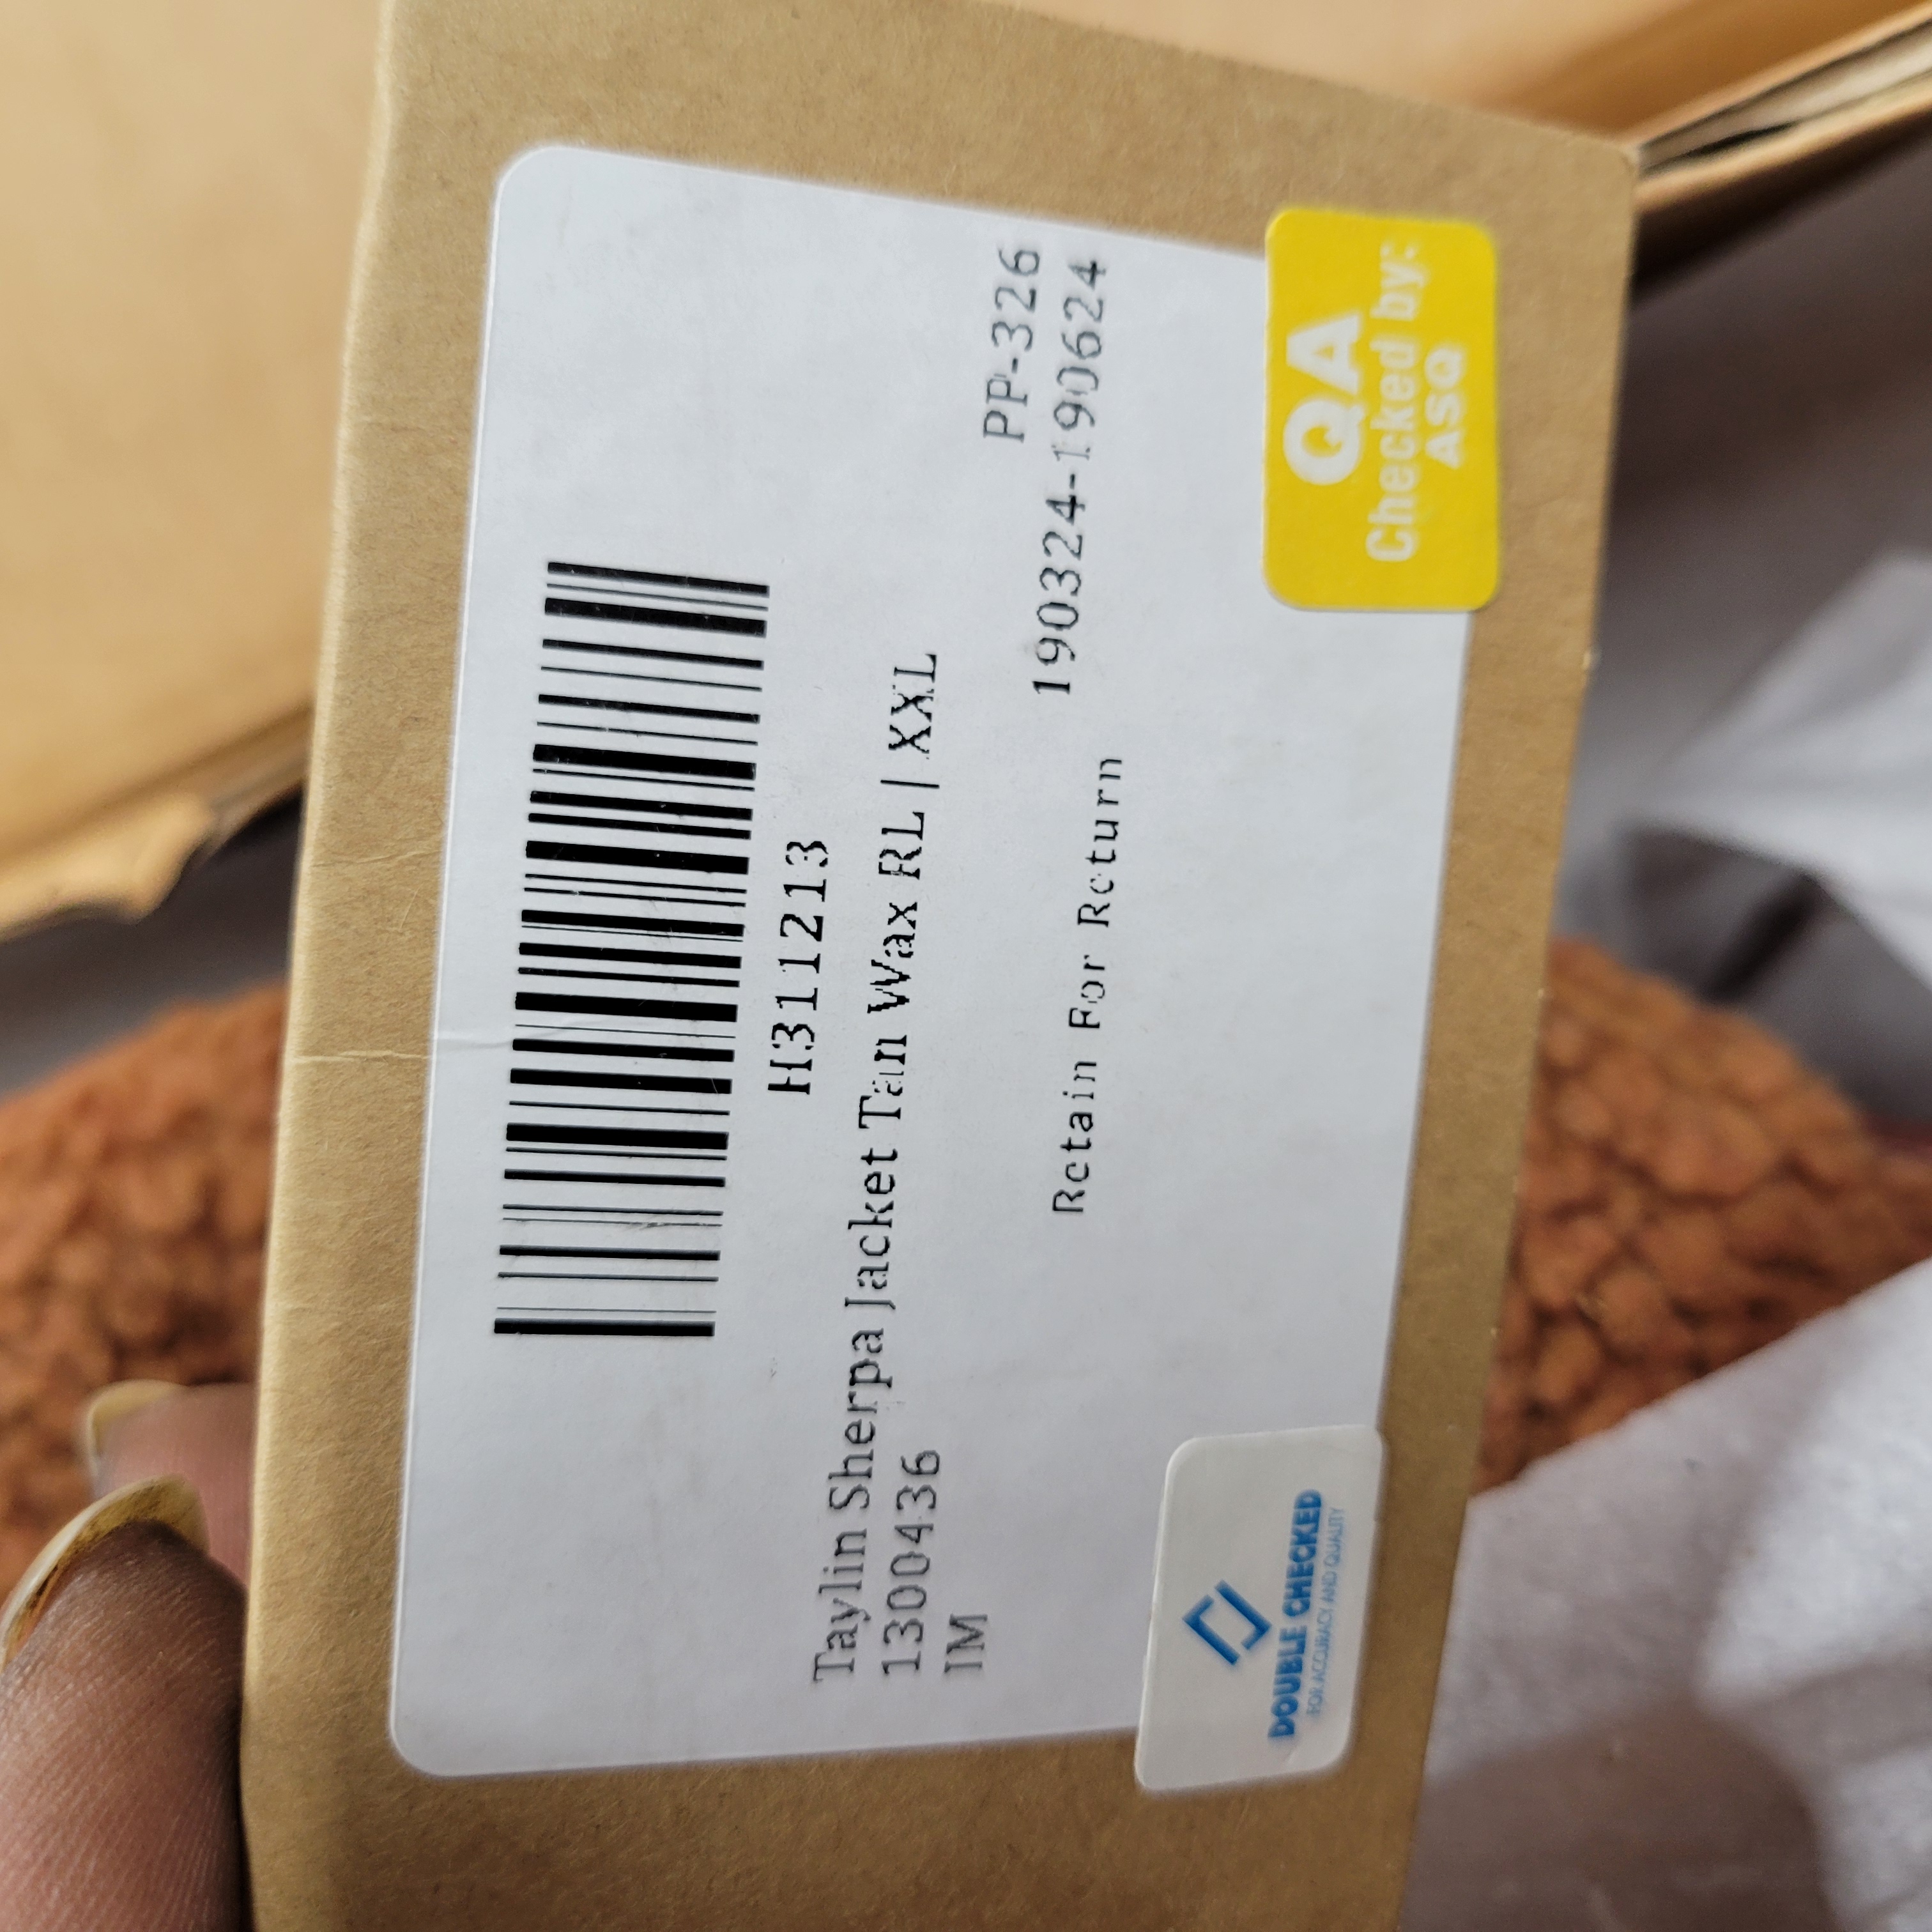 H311213
Taylin Sherpa Jacket Tan Wax RL | XXL
1300436
IM
PP-326
190324-190624
Retain For Return
DOUBLE CHECKED
FOR ACCURACY AND QUALITY
QA
Checked by:
ASQ